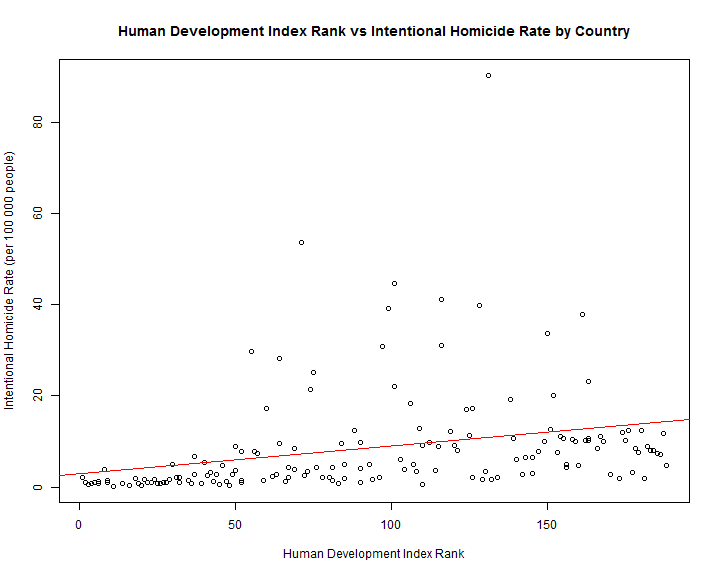 Human Development Index Rank vs Intentional Homicide Rate by Country
Intentional Homicide Rate (per 100 000 people)
80
60
40
20
0
0 50 100 150
Human Development Index Rank